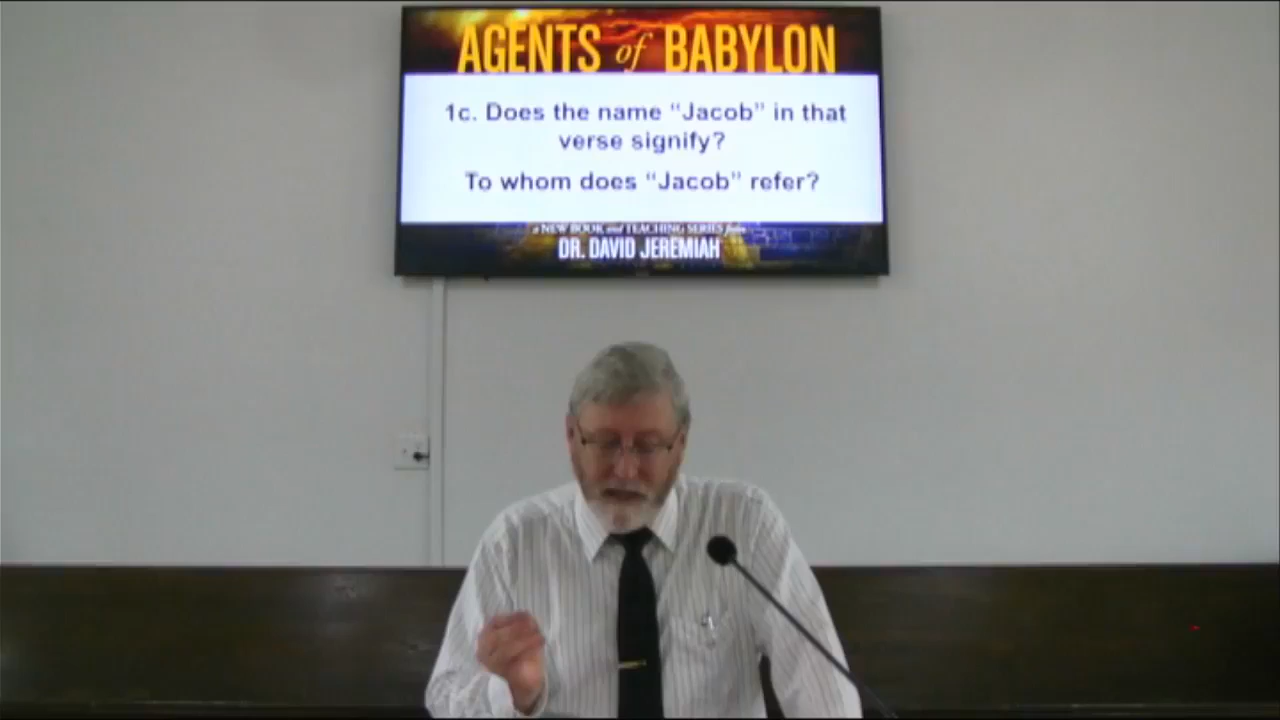 AGENTS of BABYLON
1c. Does the name "Jacob" in that
verse signify?
To whom does "Jacob" refer?
a NEW BOOK and TEACHING SERIES from
DR. DAVID JEREMIAH